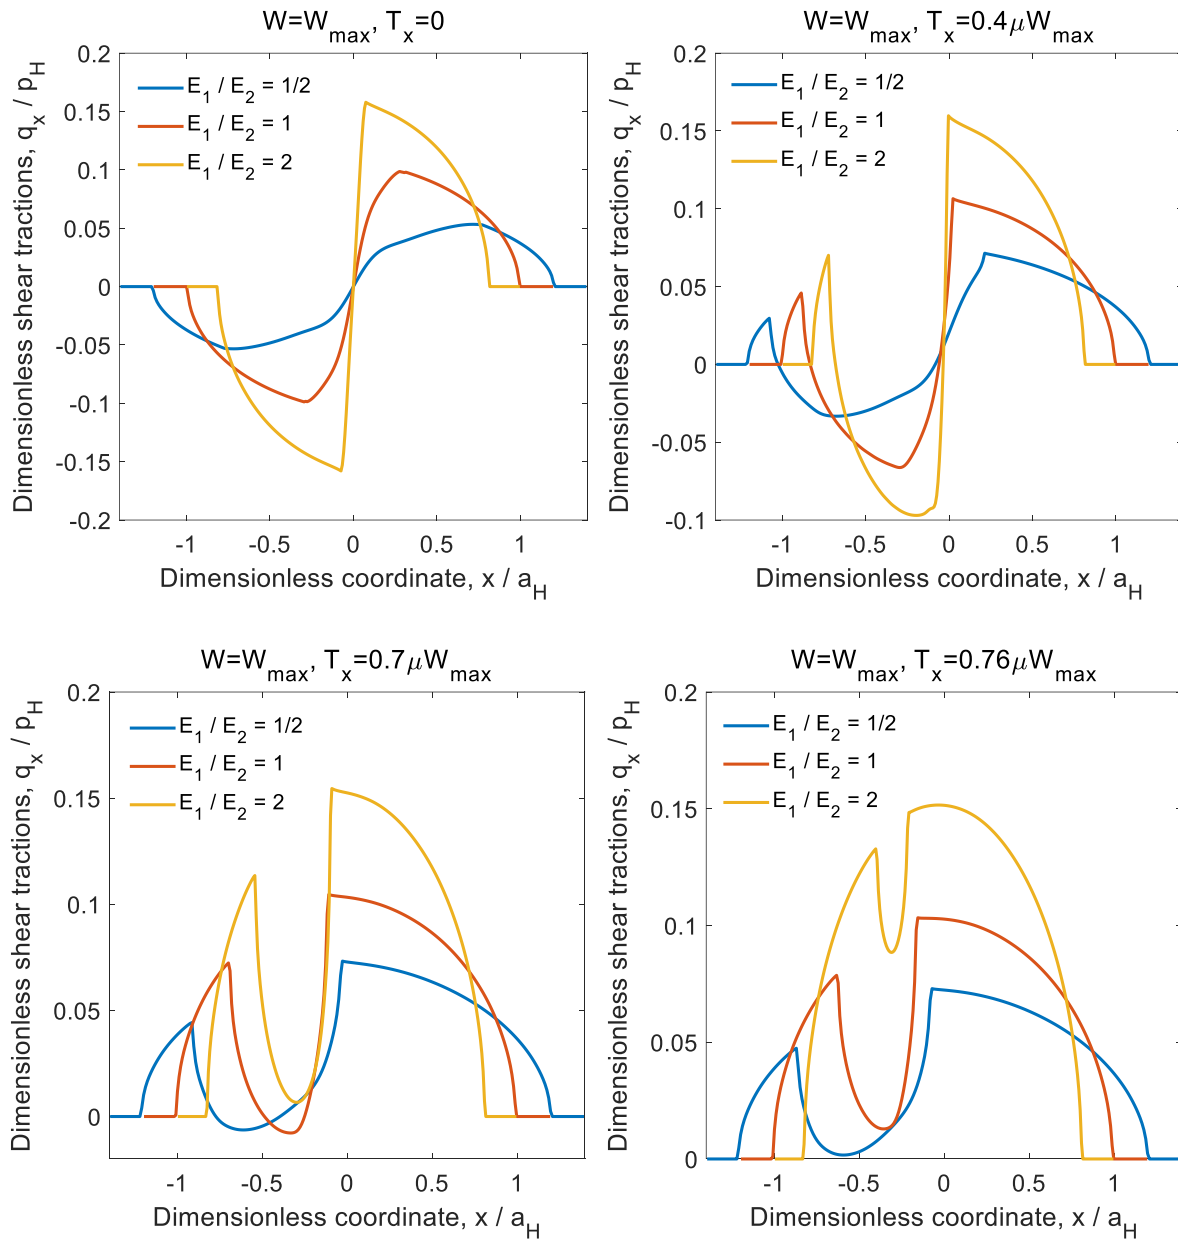 W=W_max, T_x=0
Dimensionless shear tractions, q_x / p_H
0.2
0.15
0.1
0.05
0
-0.05
-0.1
-0.15
-0.2
E_1 / E_2 = 1/2
E_1 / E_2 = 1
E_1 / E_2 = 2
-1 -0.5 0 0.5 1
Dimensionless coordinate, x / a_H
W=W_max, T_x=0.4μW_max
Dimensionless shear tractions, q_x / p_H
0.2
0.15
0.1
0.05
0
-0.05
-0.1
E_1 / E_2 = 1/2
E_1 / E_2 = 1
E_1 / E_2 = 2
-1 -0.5 0 0.5 1
Dimensionless coordinate, x / a_H
W=W_max, T_x=0.7μW_max
Dimensionless shear tractions, q_x / p_H
0.2
0.15
0.1
0.05
0
E_1 / E_2 = 1/2
E_1 / E_2 = 1
E_1 / E_2 = 2
-1 -0.5 0 0.5 1
Dimensionless coordinate, x / a_H
W=W_max, T_x=0.76μW_max
Dimensionless shear tractions, q_x / p_H
0.2
0.15
0.1
0.05
0
E_1 / E_2 = 1/2
E_1 / E_2 = 1
E_1 / E_2 = 2
-1 -0.5 0 0.5 1
Dimensionless coordinate, x / a_H